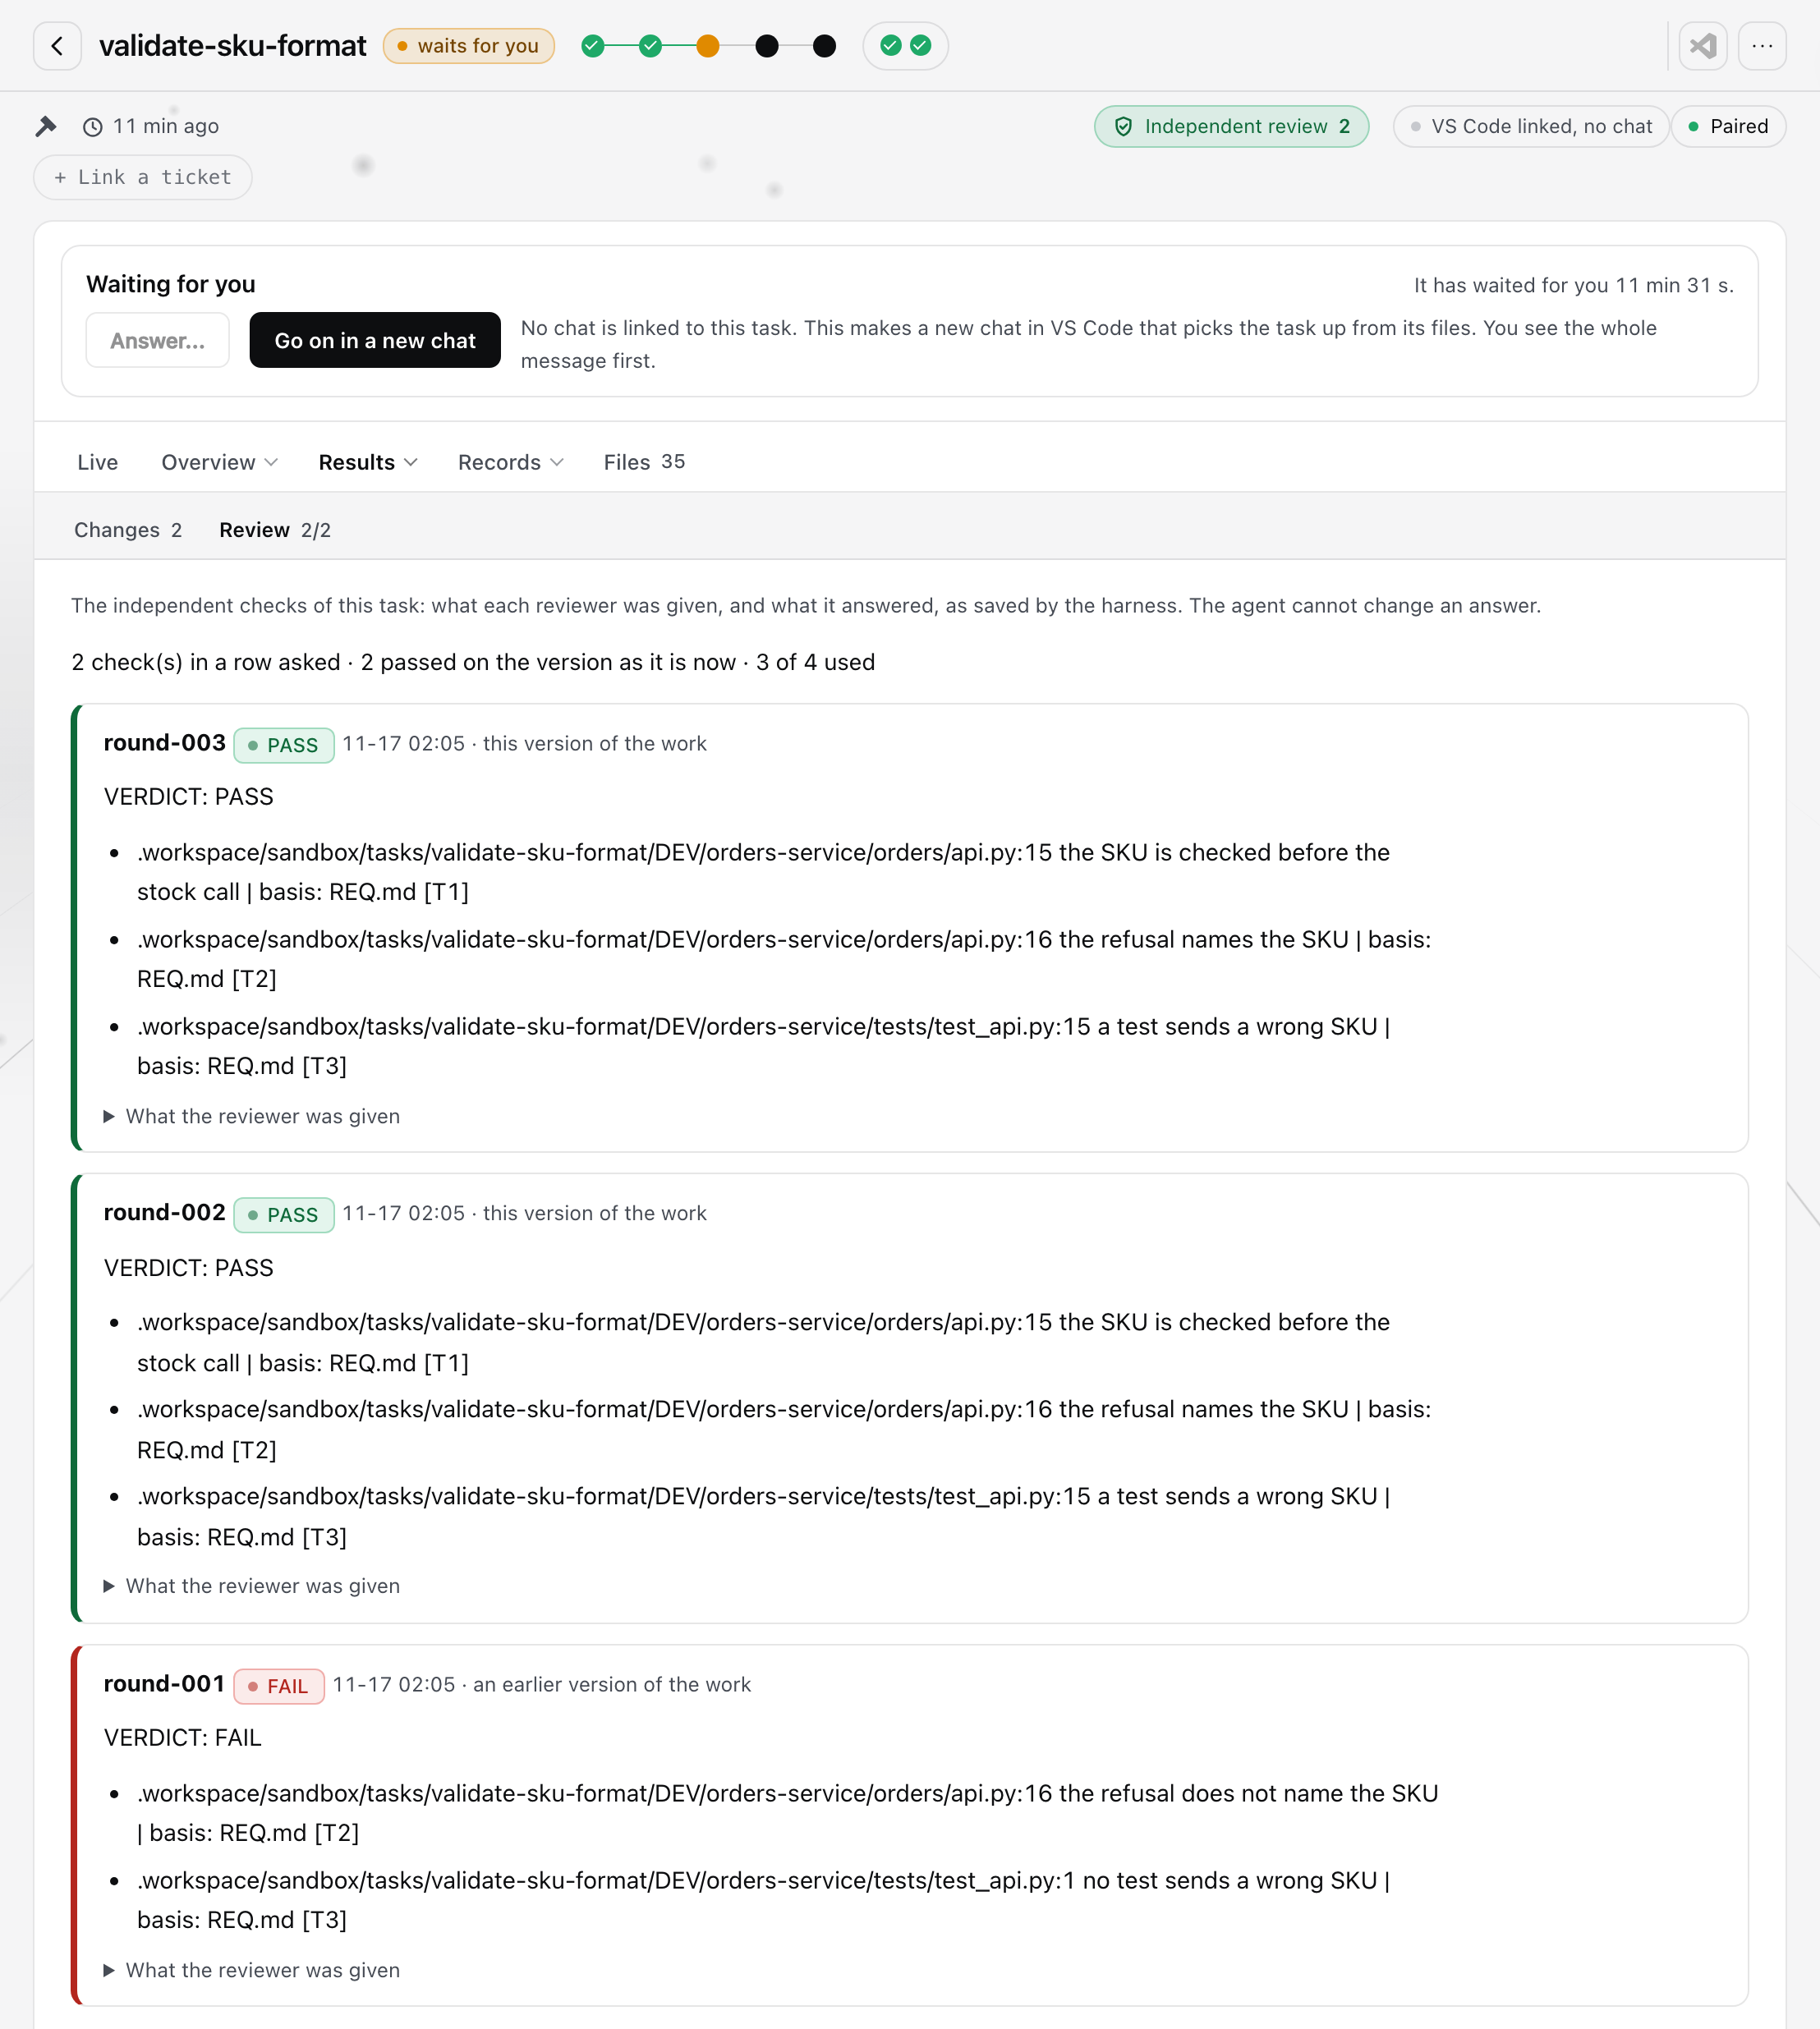 validate-sku-format
waits for you
11 min ago
Independent review 2
VS Code linked, no chat
Paired
+ Link a ticket
Waiting for you
It has waited for you 11 min 31 s.
Answer...
Go on in a new chat
No chat is linked to this task. This makes a new chat in VS Code that picks the task up from its files. You see the whole
message first.
Live
Overview
Results
Records
Files 35
Changes 2
Review 2/2
The independent checks of this task: what each reviewer was given, and what it answered, as saved by the harness. The agent cannot change an answer.
2 check(s) in a row asked · 2 passed on the version as it is now · 3 of 4 used
round-003 PASS 11-17 02:05 · this version of the work
VERDICT: PASS
• .workspace/sandbox/tasks/validate-sku-format/DEV/orders-service/orders/api.py:15 the SKU is checked before the
stock call | basis: REQ.md [T1]
• .workspace/sandbox/tasks/validate-sku-format/DEV/orders-service/orders/api.py:16 the refusal names the SKU | basis:
REQ.md [T2]
• .workspace/sandbox/tasks/validate-sku-format/DEV/orders-service/tests/test_api.py:15 a test sends a wrong SKU |
basis: REQ.md [T3]
What the reviewer was given
round-002 PASS 11-17 02:05 · this version of the work
VERDICT: PASS
• .workspace/sandbox/tasks/validate-sku-format/DEV/orders-service/orders/api.py:15 the SKU is checked before the
stock call | basis: REQ.md [T1]
• .workspace/sandbox/tasks/validate-sku-format/DEV/orders-service/orders/api.py:16 the refusal names the SKU | basis:
REQ.md [T2]
• .workspace/sandbox/tasks/validate-sku-format/DEV/orders-service/tests/test_api.py:15 a test sends a wrong SKU |
basis: REQ.md [T3]
What the reviewer was given
round-001 FAIL 11-17 02:05 · an earlier version of the work
VERDICT: FAIL
• .workspace/sandbox/tasks/validate-sku-format/DEV/orders-service/orders/api.py:16 the refusal does not name the SKU
| basis: REQ.md [T2]
• .workspace/sandbox/tasks/validate-sku-format/DEV/orders-service/tests/test_api.py:1 no test sends a wrong SKU |
basis: REQ.md [T3]
What the reviewer was given